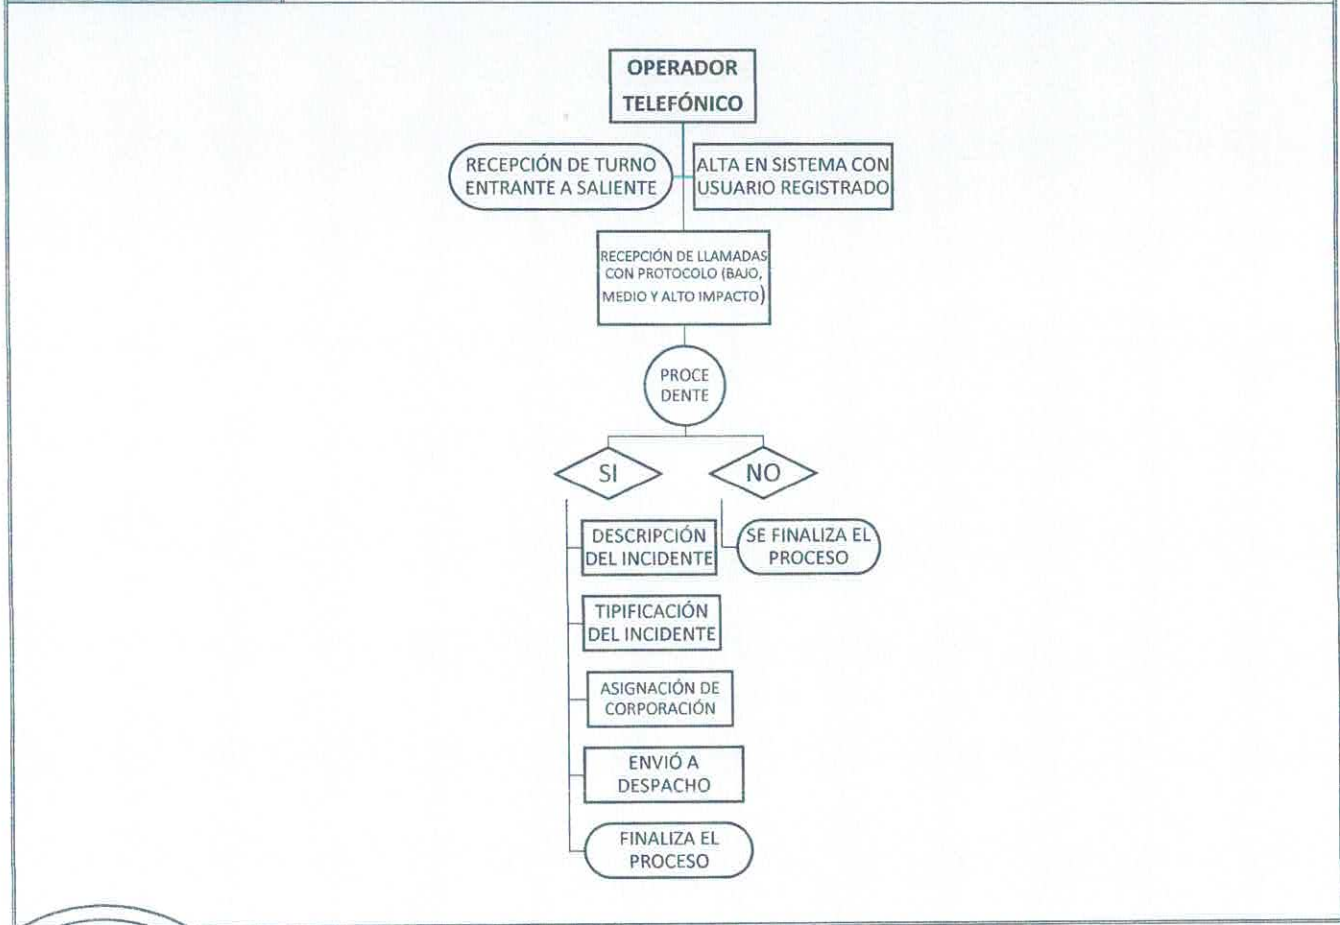 OPERADOR
TELEFÓNICO
RECEPCIÓN DE TURNO
ENTRANTE A SALIENTE
ALTA EN SISTEMA CON
USUARIO REGISTRADO
RECEPCIÓN DE LLAMADAS
CON PROTOCOLO (BAJO,
MEDIO Y ALTO IMPACTO)
PROCE
DENTE
SI
NO
DESCRIPCIÓN
DEL INCIDENTE
SE FINALIZA EL
PROCESO
TIPIFICACIÓN
DEL INCIDENTE
ASIGNACIÓN DE
CORPORACIÓN
ENVIÓ A
DESPACHO
FINALIZA EL
PROCESO